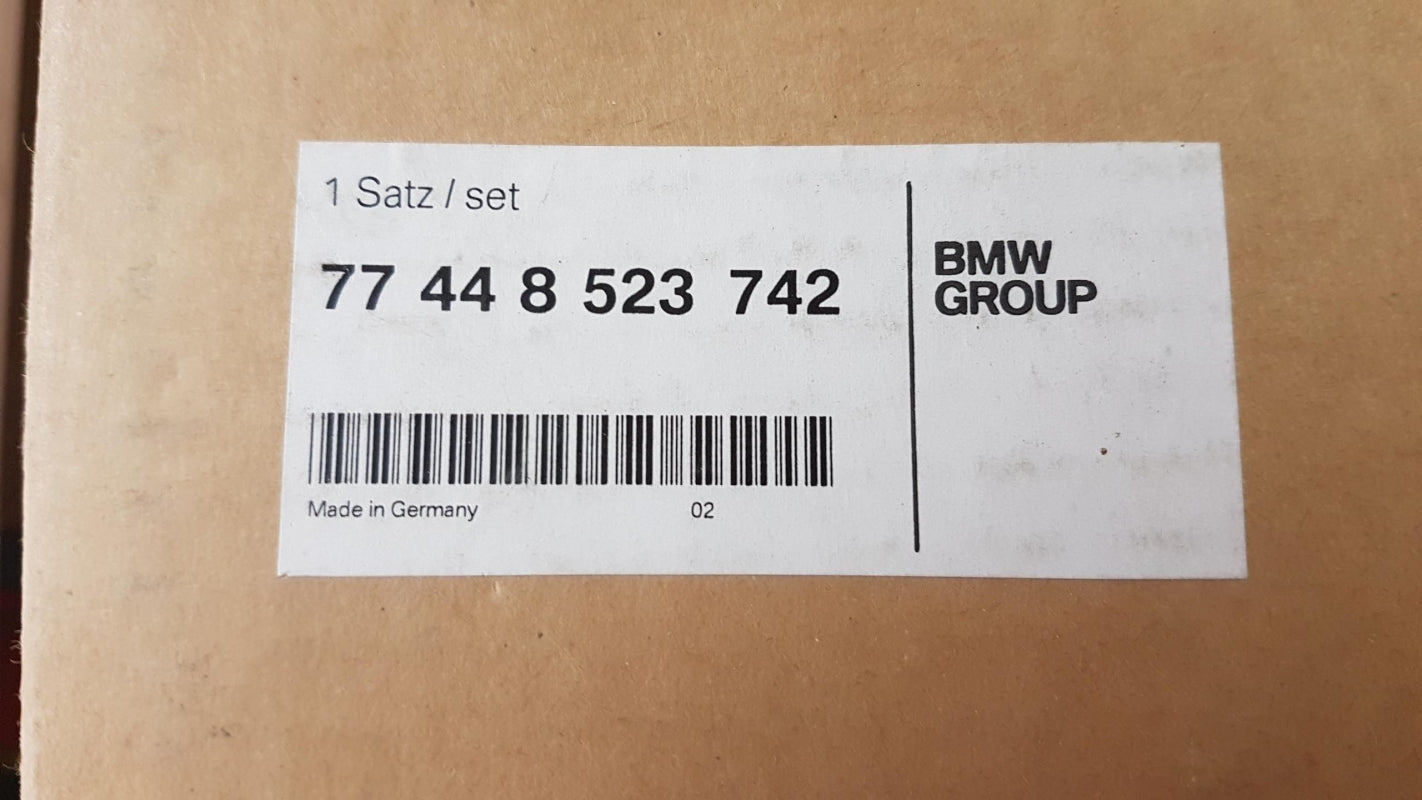 1 Satz / set
77 44 8 523 742
Made in Germany 02
BMW
GROUP